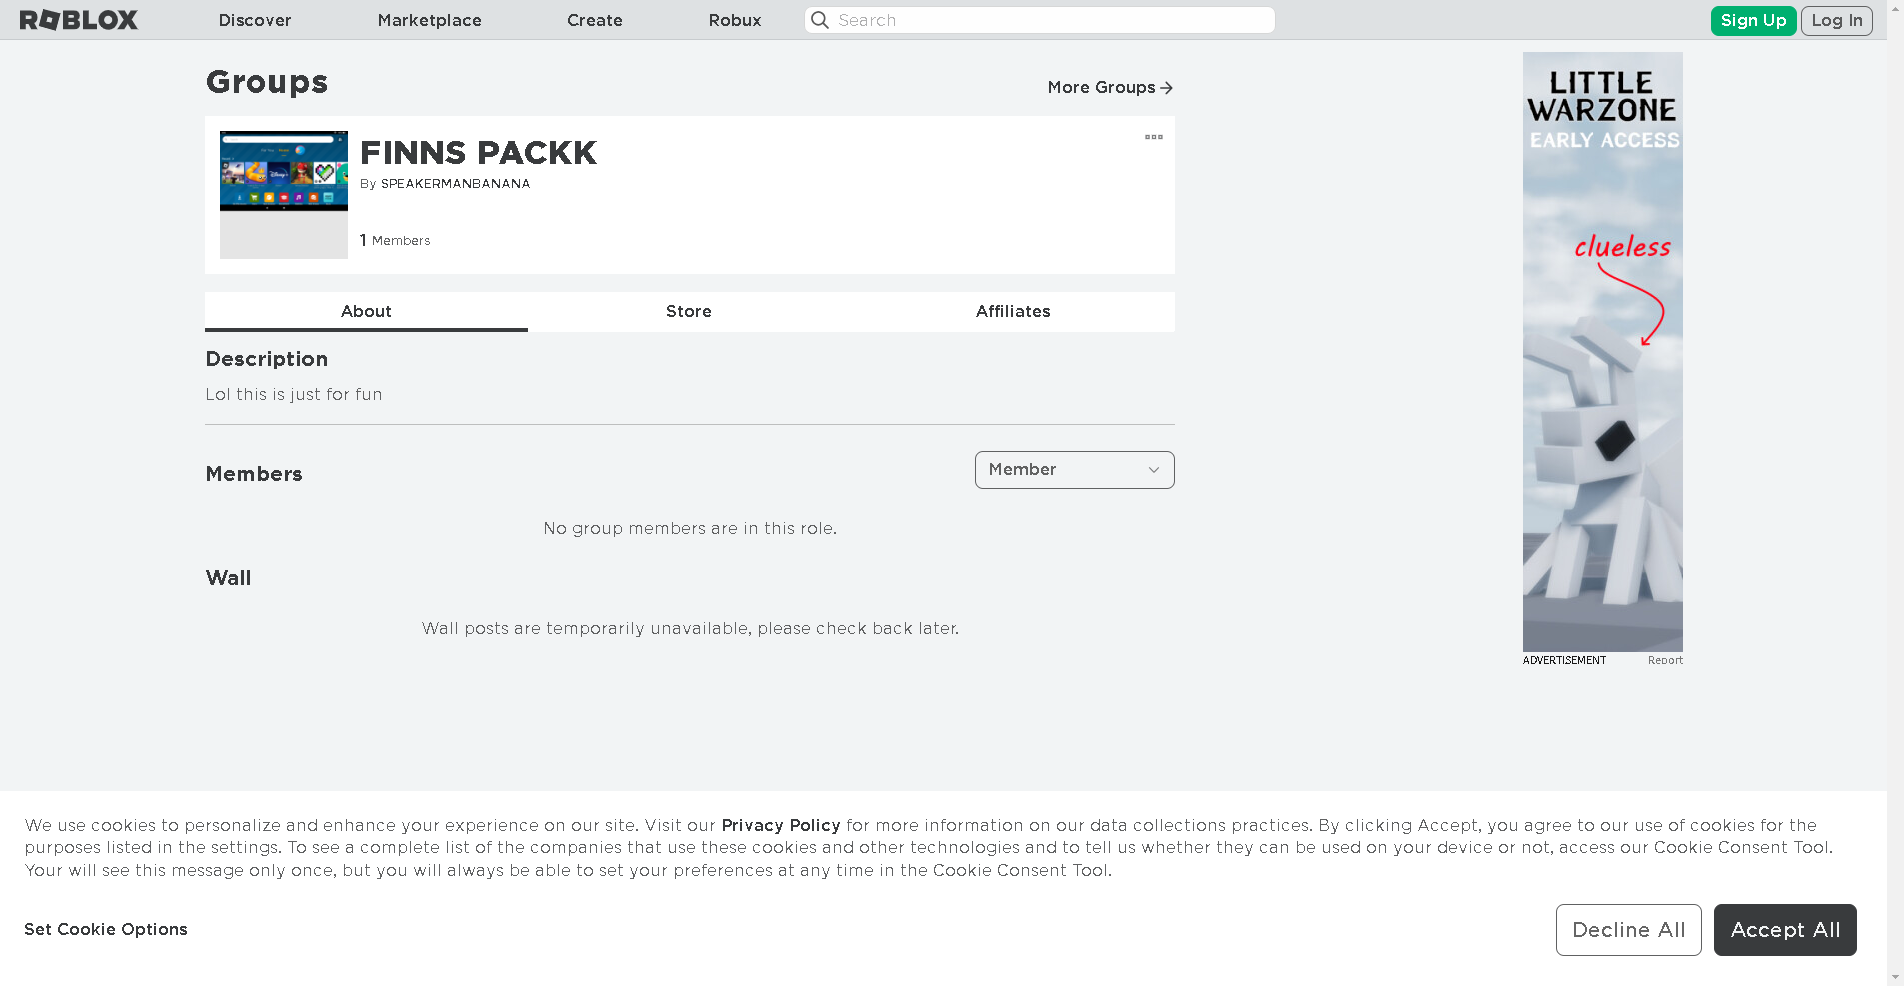 ROBLOX
Discover
Marketplace
Create
Robux
Search
Sign Up
Log In
Groups
More Groups
FINNS PACKK
By SPEAKERMANBANANA
1 Members
About
Store
Affiliates
Description
Lol this is just for fun
Members
Member
No group members are in this role.
Wall
Wall posts are temporarily unavailable, please check back later.
LITTLE
WARZONE
EARLY ACCESS
clueless
ADVERTISEMENT
Report
We use cookies to personalize and enhance your experience on our site. Visit our Privacy Policy for more information on our data collections practices. By clicking Accept, you agree to our use of cookies for the
purposes listed in the settings. To see a complete list of the companies that use these cookies and other technologies and to tell us whether they can be used on your device or not, access our Cookie Consent Tool.
Your will see this message only once, but you will always be able to set your preferences at any time in the Cookie Consent Tool.
Set Cookie Options
Decline All
Accept All